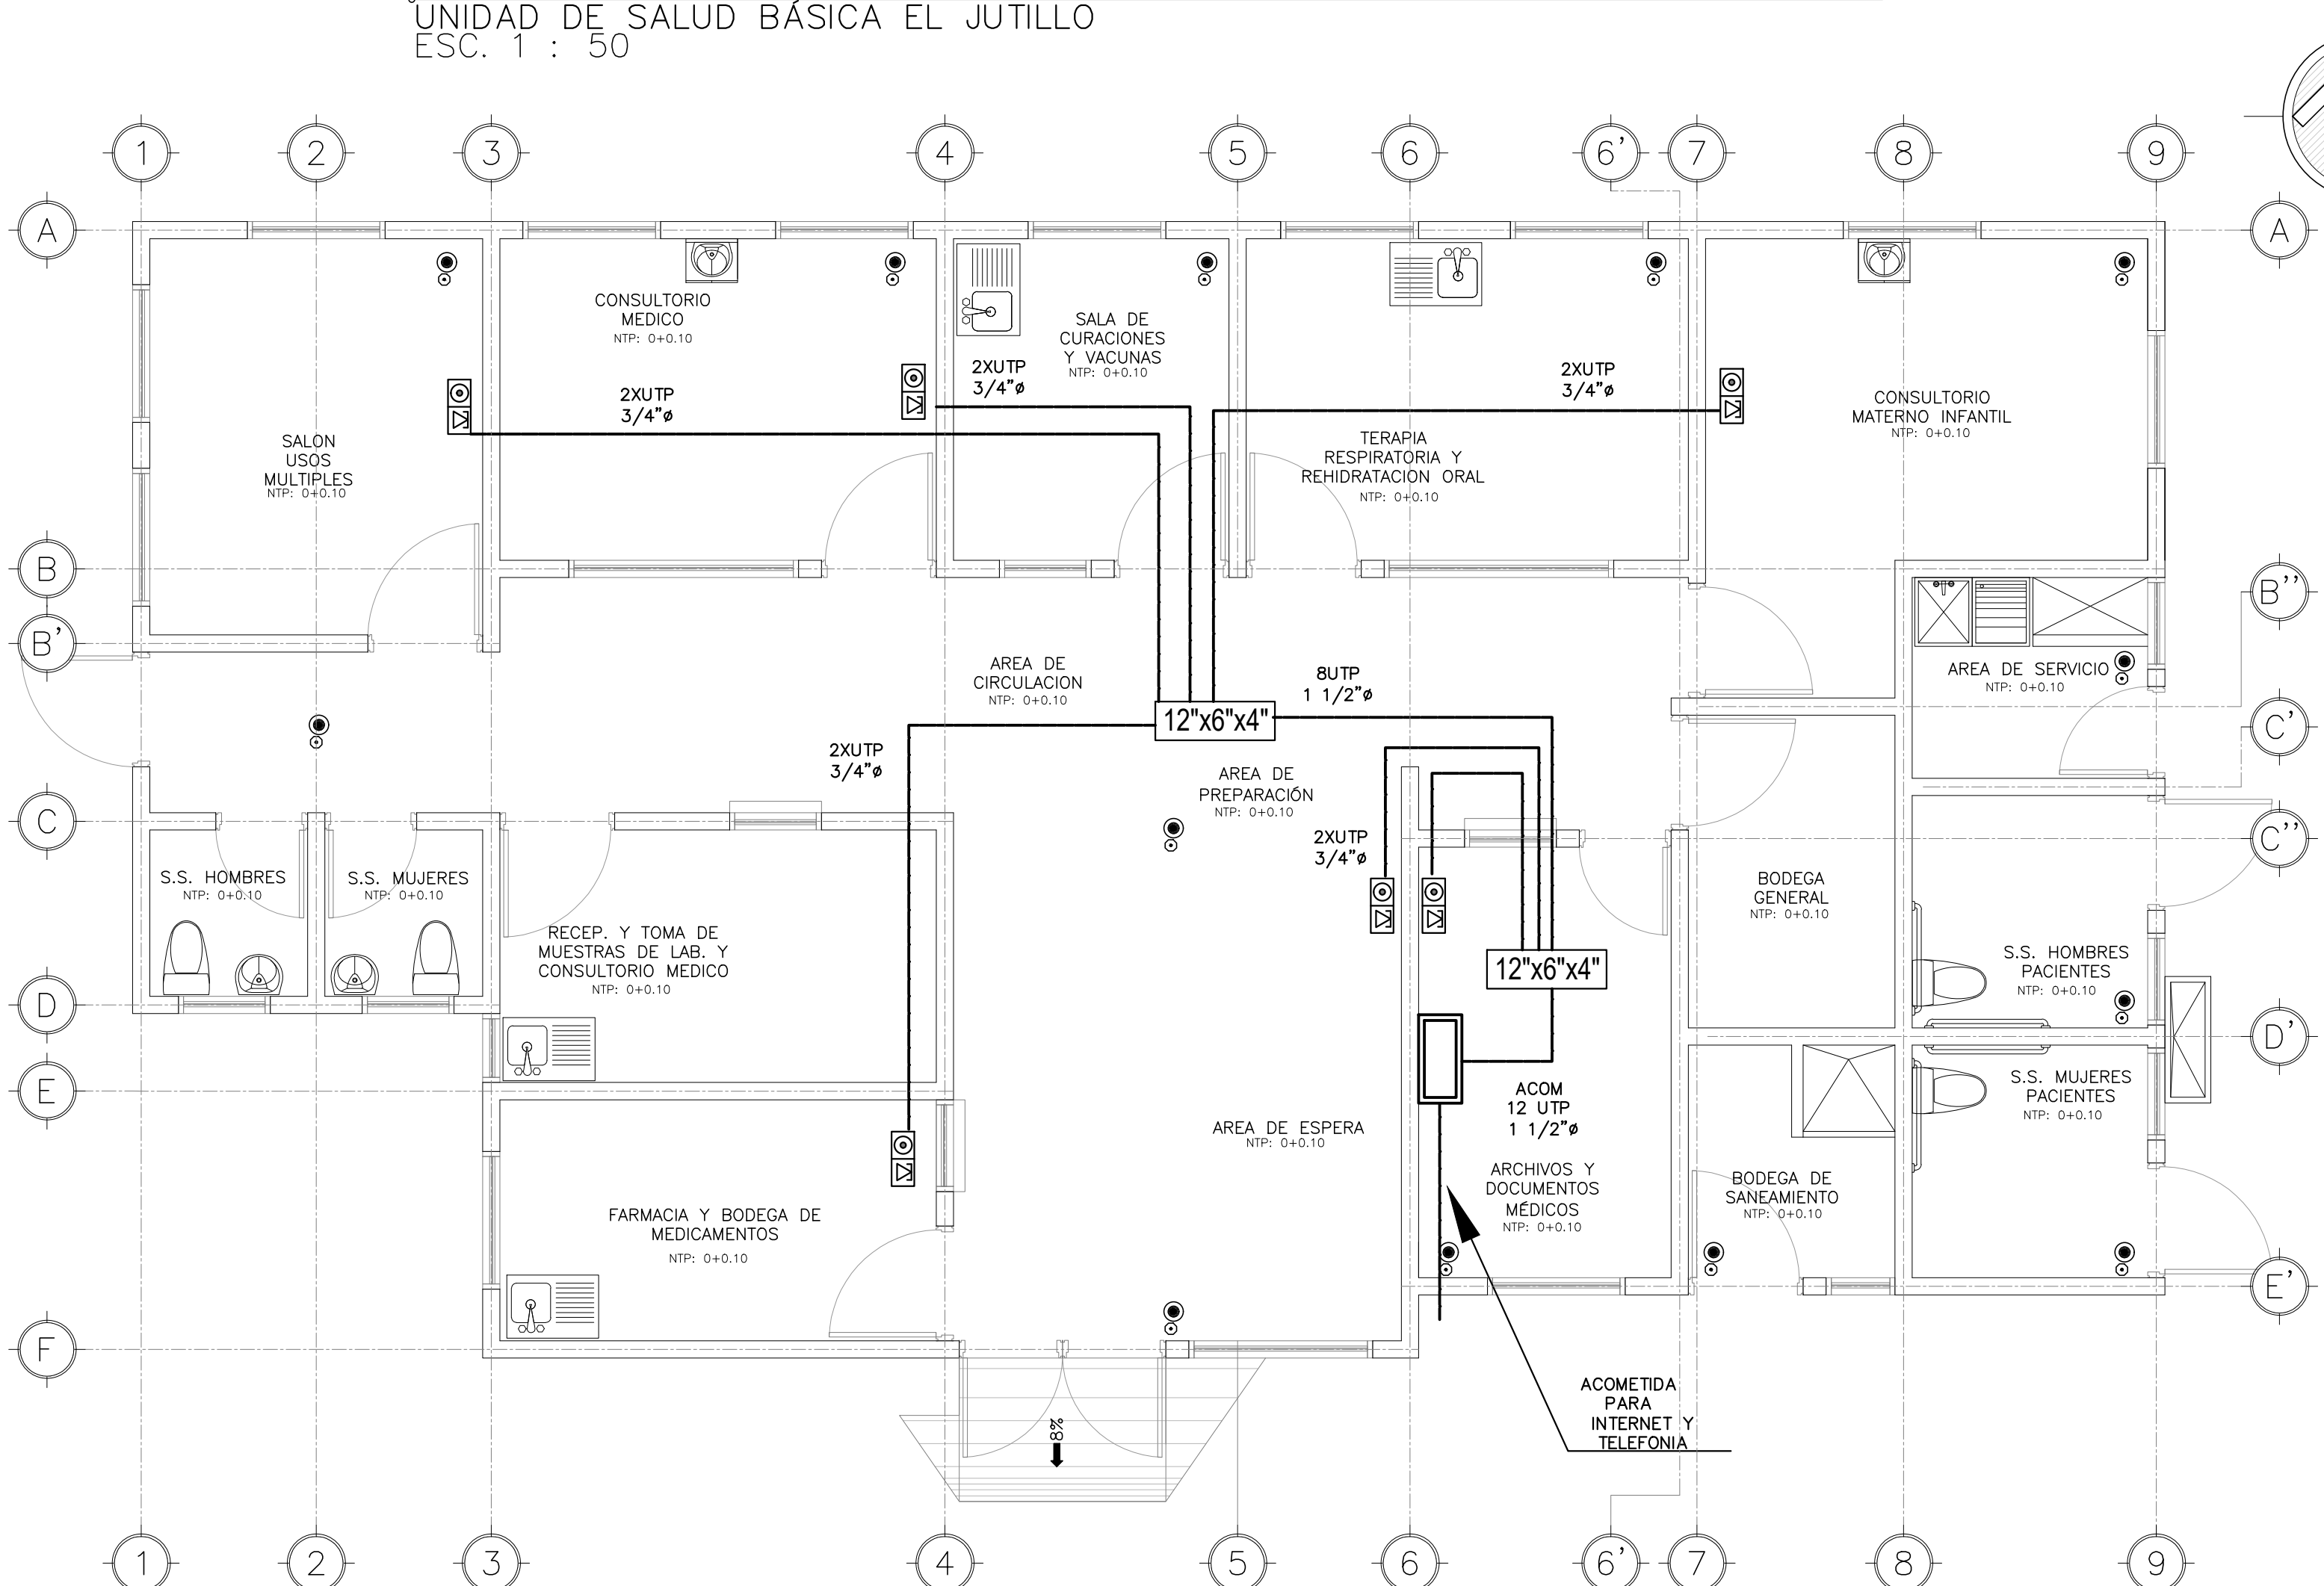 UNIDAD DE SALUD BÁSICA EL JUTILLO
ESC. 1 : 50
1
2
3
4
5
6
6'
7
8
9
A
A
CONSULTORIO
MEDICO
NTP: 0+0.10
SALA DE
CURACIONES
Y VACUNAS
NTP: 0+0.10
2XUTP
3/4"ø
2XUTP
3/4"ø
2XUTP
3/4"ø
CONSULTORIO
MATERNO INFANTIL
NTP: 0+0.10
SALON
USOS
MULTIPLES
NTP: 0+0.10
TERAPIA
RESPIRATORIA Y
REHIDRATACION ORAL
NTP: 0+0.10
B
B''
B'
AREA DE
CIRCULACION
NTP: 0+0.10
8UTP
1 1/2"ø
AREA DE SERVICIO
NTP: 0+0.10
12"x6"x4"
C'
2XUTP
3/4"ø
AREA DE
PREPARACIÓN
NTP: 0+0.10
C
C''
2XUTP
3/4"ø
S.S. HOMBRES
NTP: 0+0.10
S.S. MUJERES
NTP: 0+0.10
BODEGA
GENERAL
NTP: 0+0.10
RECEP. Y TOMA DE
MUESTRAS DE LAB. Y
CONSULTORIO MEDICO
NTP: 0+0.10
S.S. HOMBRES
PACIENTES
NTP: 0+0.10
12"x6"x4"
D
D'
E
ACOM
12 UTP
1 1/2"ø
S.S. MUJERES
PACIENTES
NTP: 0+0.10
AREA DE ESPERA
NTP: 0+0.10
ARCHIVOS Y
DOCUMENTOS
MÉDICOS
NTP: 0+0.10
BODEGA DE
SANEAMIENTO
NTP: 0+0.10
FARMACIA Y BODEGA DE
MEDICAMENTOS
NTP: 0+0.10
E'
F
ACOMETIDA
PARA
INTERNET Y
TELEFONIA
8%
1
2
3
4
5
6
6'
7
8
9